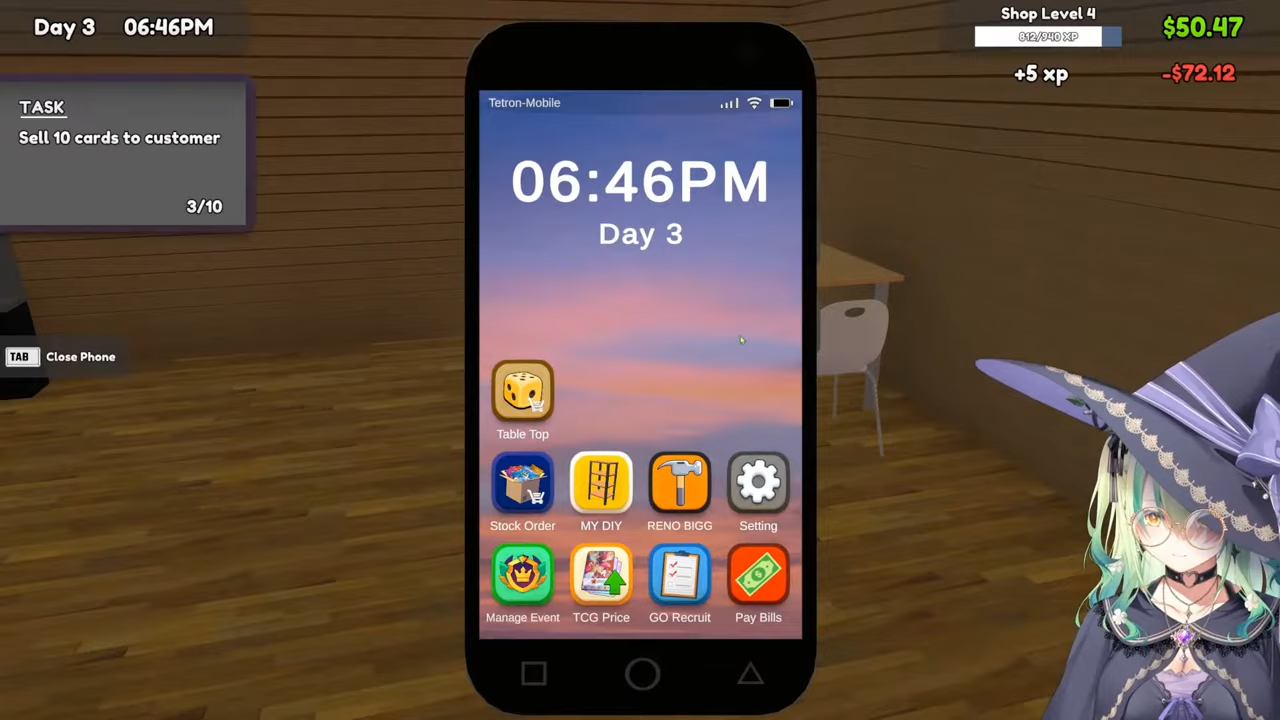 Day 3 06:46PM
Shop Level 4
$50.47
812/940 XP
+5 xp
-$72.12
TASK
Sell 10 cards to customer
3/10
TAB Close Phone
Tetron-Mobile
06:46PM
Day 3
Table Top
Stock Order
MY DIY
RENO BIGG
Setting
Manage Event
TCG Price
GO Recruit
Pay Bills